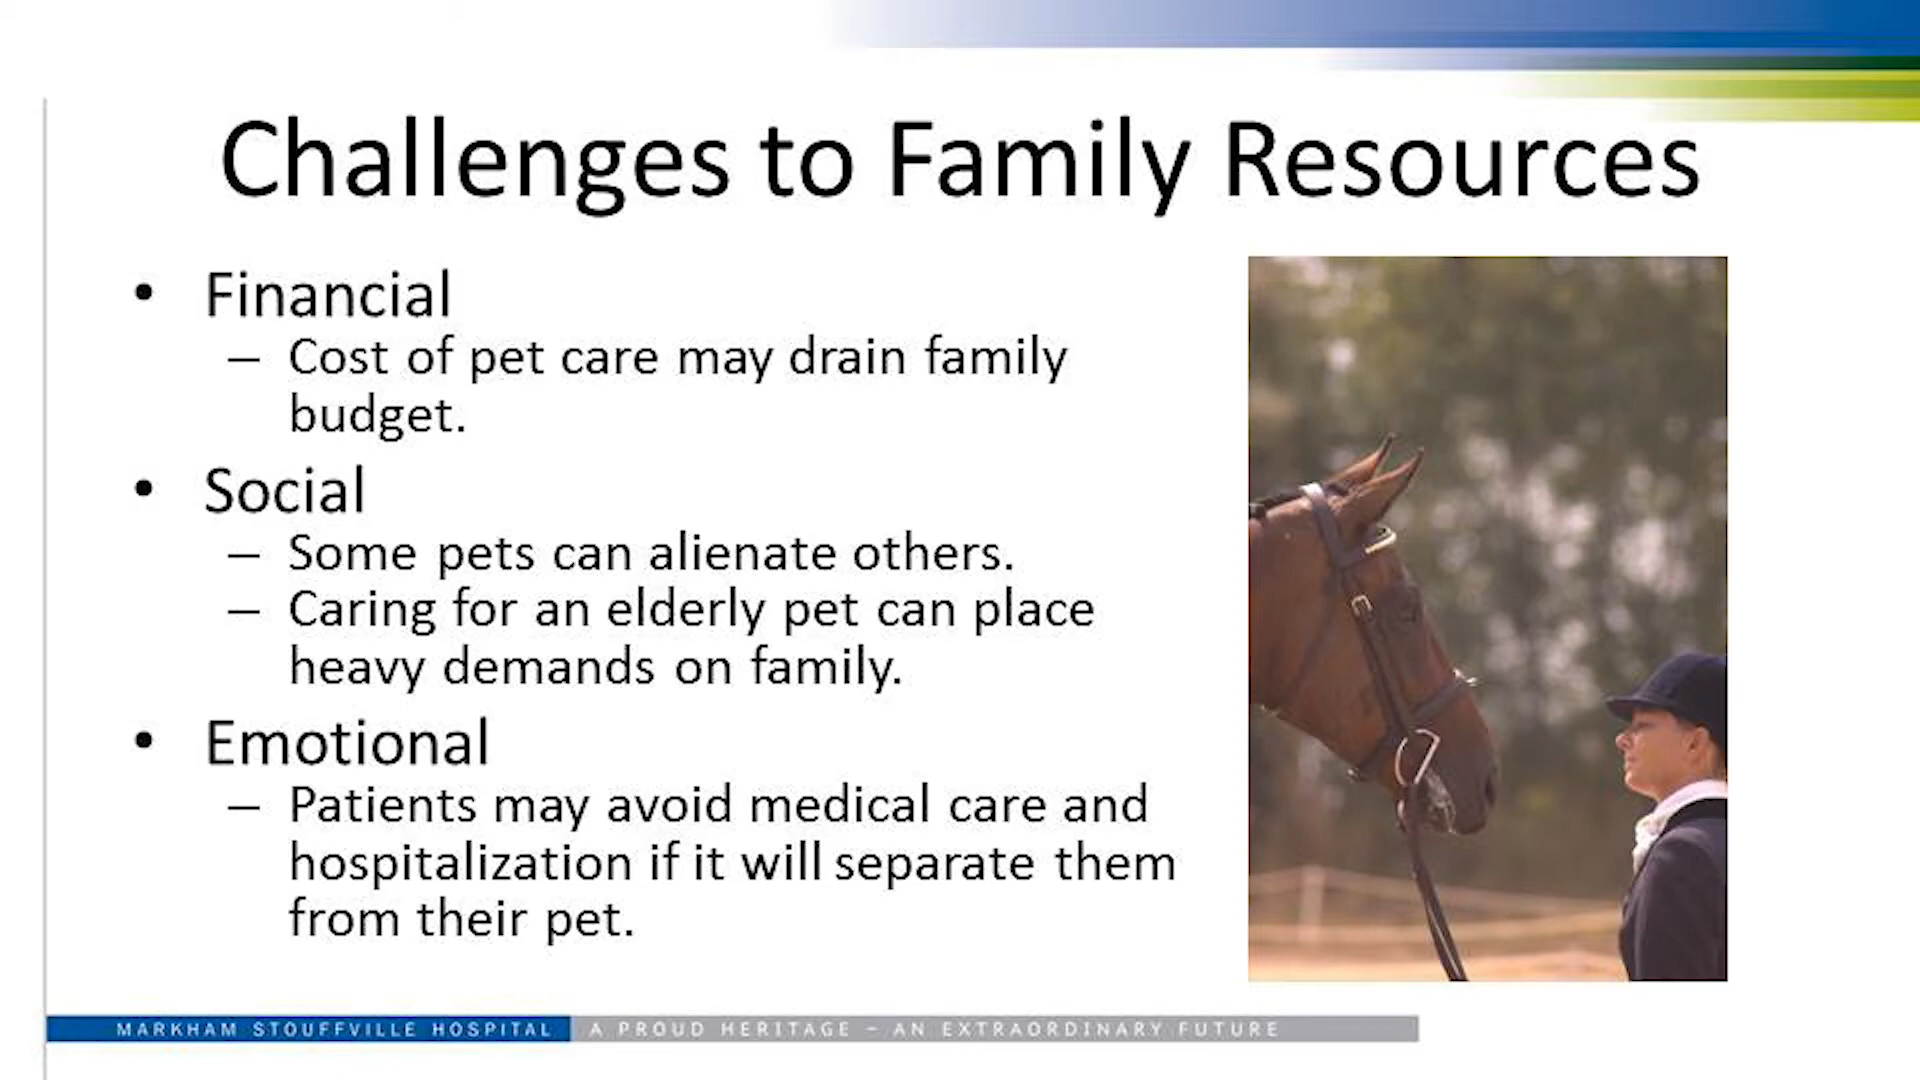 Challenges to Family Resources
• Financial
– Cost of pet care may drain family
budget.
• Social
– Some pets can alienate others.
– Caring for an elderly pet can place
heavy demands on family.
• Emotional
– Patients may avoid medical care and
hospitalization if it will separate them
from their pet.
MARKHAM STOUFFVILLE HOSPITAL A PROUD HERITAGE – AN EXTRAORDINARY FUTURE